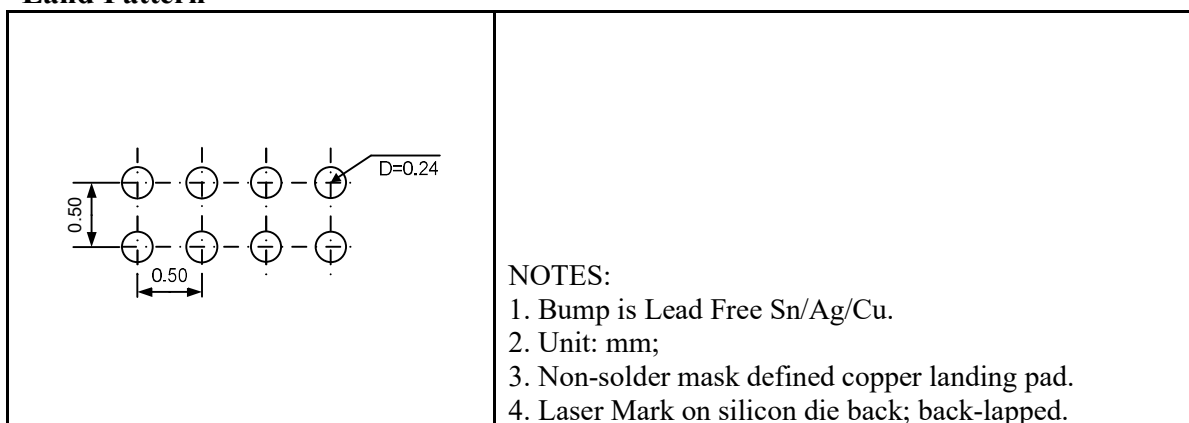 Land Pattern
D=0.24
0.50
0.50
NOTES:
1. Bump is Lead Free Sn/Ag/Cu.
2. Unit: mm;
3. Non-solder mask defined copper landing pad.
4. Laser Mark on silicon die back; back-lapped.